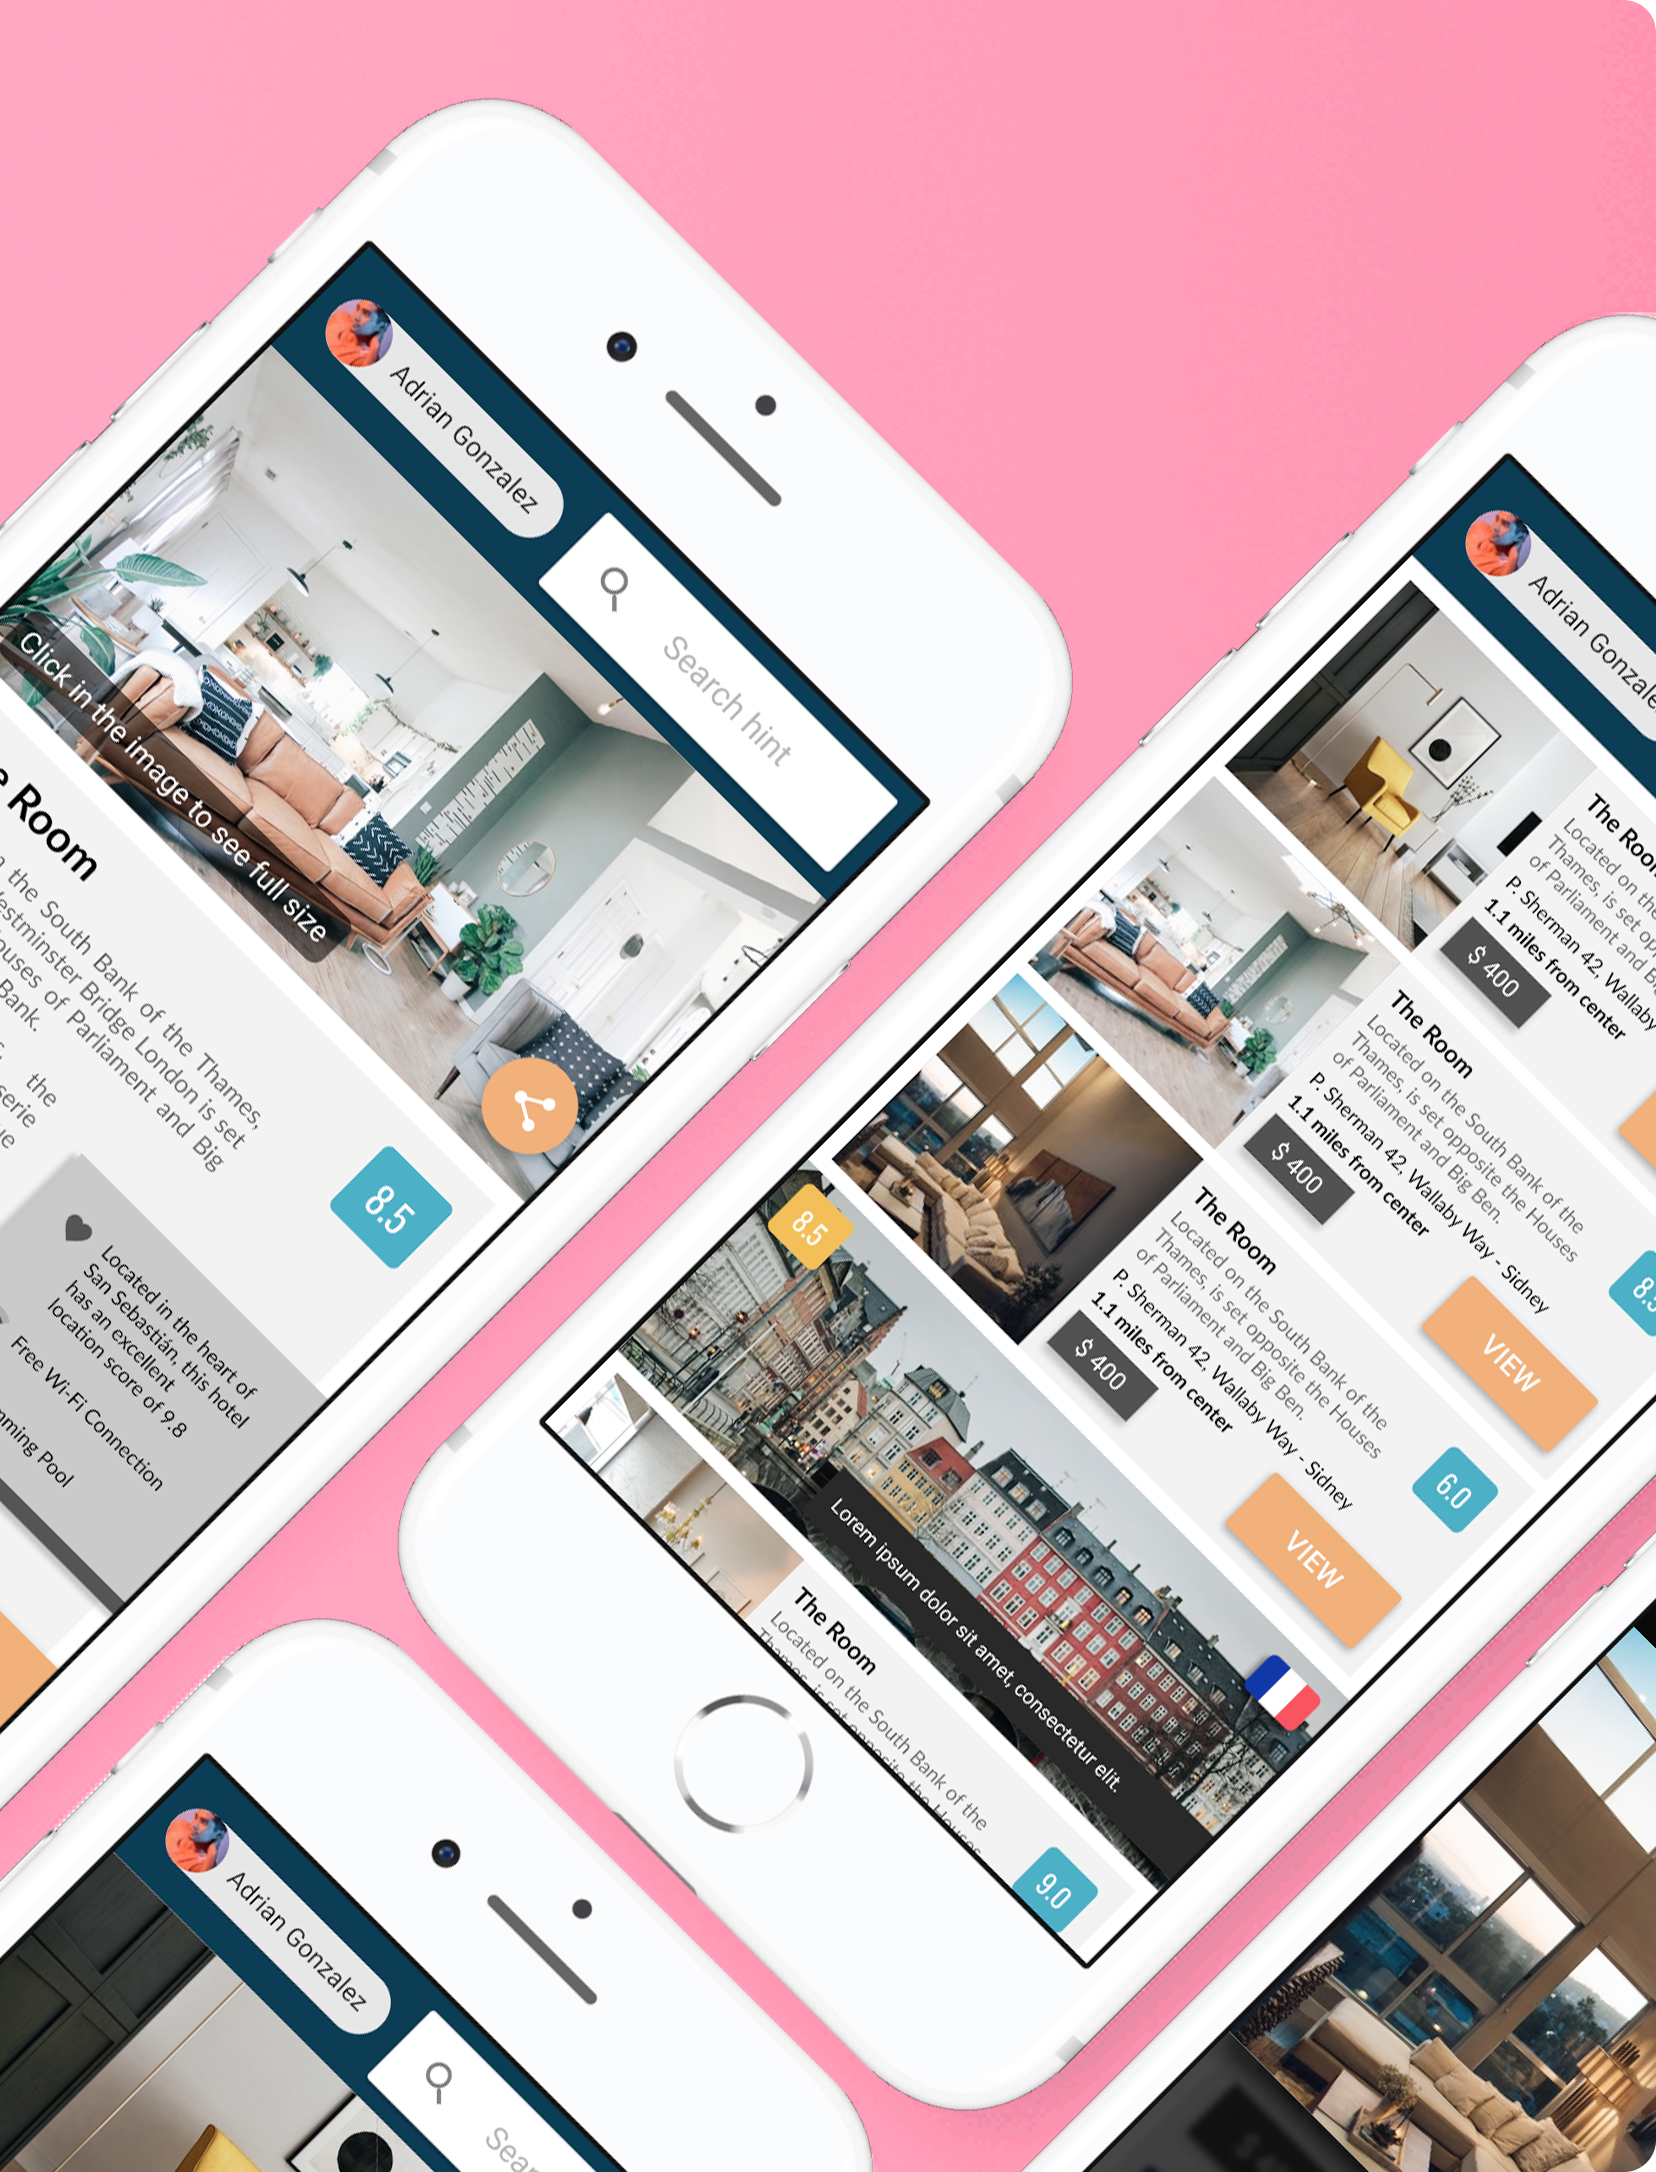 Adrian Gonzalez
Search hint
Click in the image to see full size
Room
the South Bank of the Thames,
Westminster Bridge London is set
of Parliament and Big
Bank.
the
8.5
Located in the heart of
San Sebastián, this hotel
has an excellent
location score of 9.8
Free Wi-Fi Connection
Pool
Adrian
The Room
Located on the
Thames, is set
of Parliament and
P. Sherman 42, Wallaby
1.1 miles from center
$ 400
The Room
Located on the South Bank of the
Thames, is set opposite the Houses
of Parliament and Big Ben.
P. Sherman 42, Wallaby Way - Sidney
1.1 miles from center
$ 400
8.5
VIEW
The Room
Located on the South Bank of the
Thames, is set opposite the Houses
of Parliament and Big Ben.
P. Sherman 42, Wallaby Way - Sidney
1.1 miles from center
$ 400
6.0
VIEW
8.5
Lorem ipsum dolor sit amet, consectetur elit.
The Room
Located on the South Bank of the
Thames, is set opposite the Houses
9.0
Adrian Gonzalez